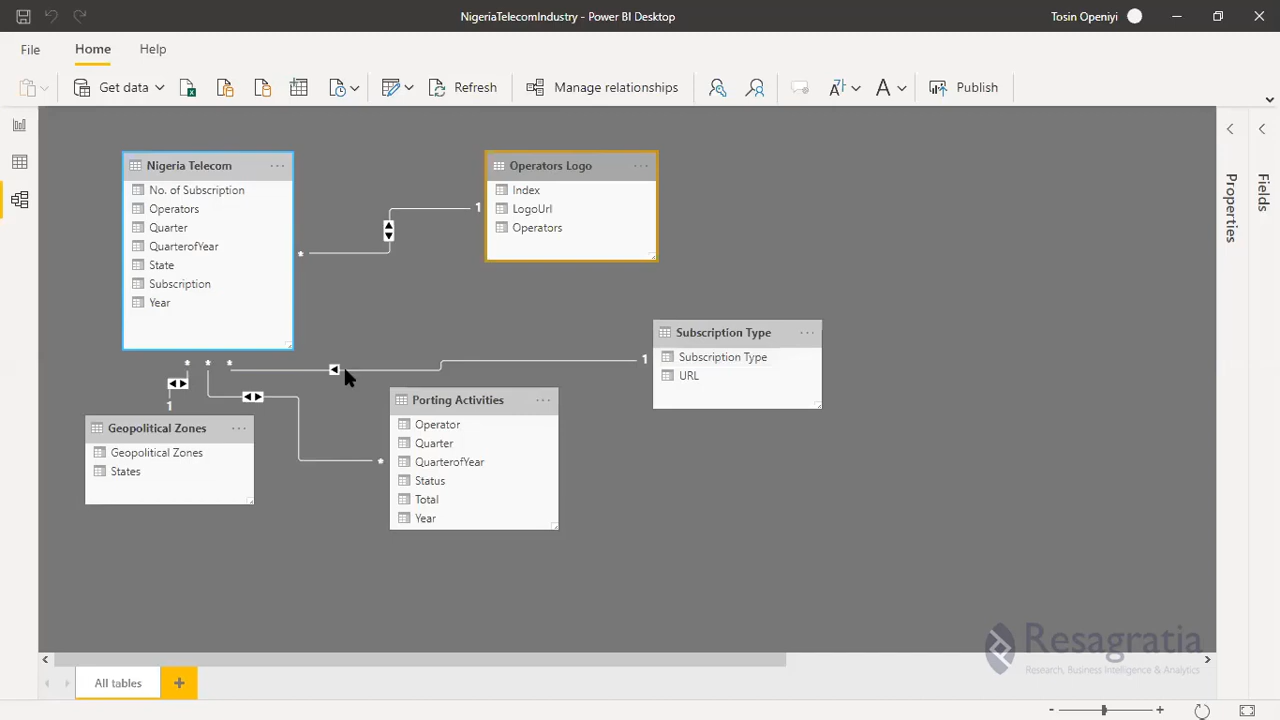 NigeriaTelecomIndustry - Power BI Desktop
Tosin Openiyi
File
Home
Help
Get data
Refresh
Manage relationships
Publish
Nigeria Telecom
No. of Subscription
Operators
Quarter
QuarterofYear
State
Subscription
Year
Operators Logo
Index
LogoUrl
Operators
1
*
Subscription Type
Subscription Type
URL
1
* * *
1
Geopolitical Zones
Geopolitical Zones
States
*
Porting Activities
Operator
Quarter
QuarterofYear
Status
Total
Year
Properties
Fields
Resagratia
Research, Business Intelligence & Analytics
All tables